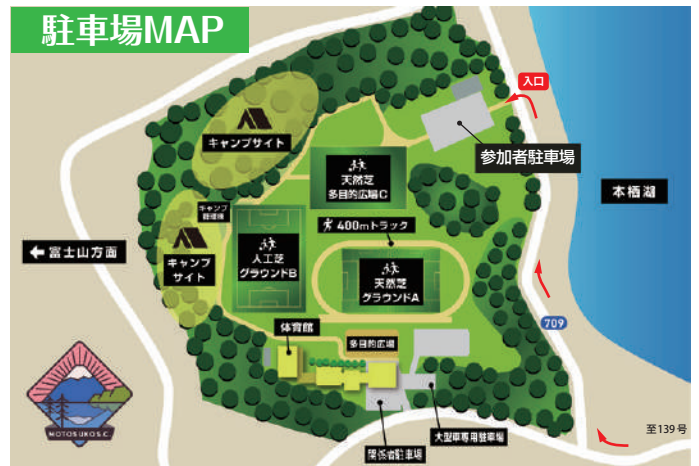 駐車場MAP
入口
参加者駐車場
キャンプサイト
天然芝
多目的広場C
本栖湖
キャンプ
管理棟
400mトラック
富士山方面
キャンプ
サイト
人工芝
グラウンドB
天然芝
グラウンドA
709
体育館
多目的広場
大型車専用駐車場
関係者駐車場
至139号
MOTOSUKO S.C.